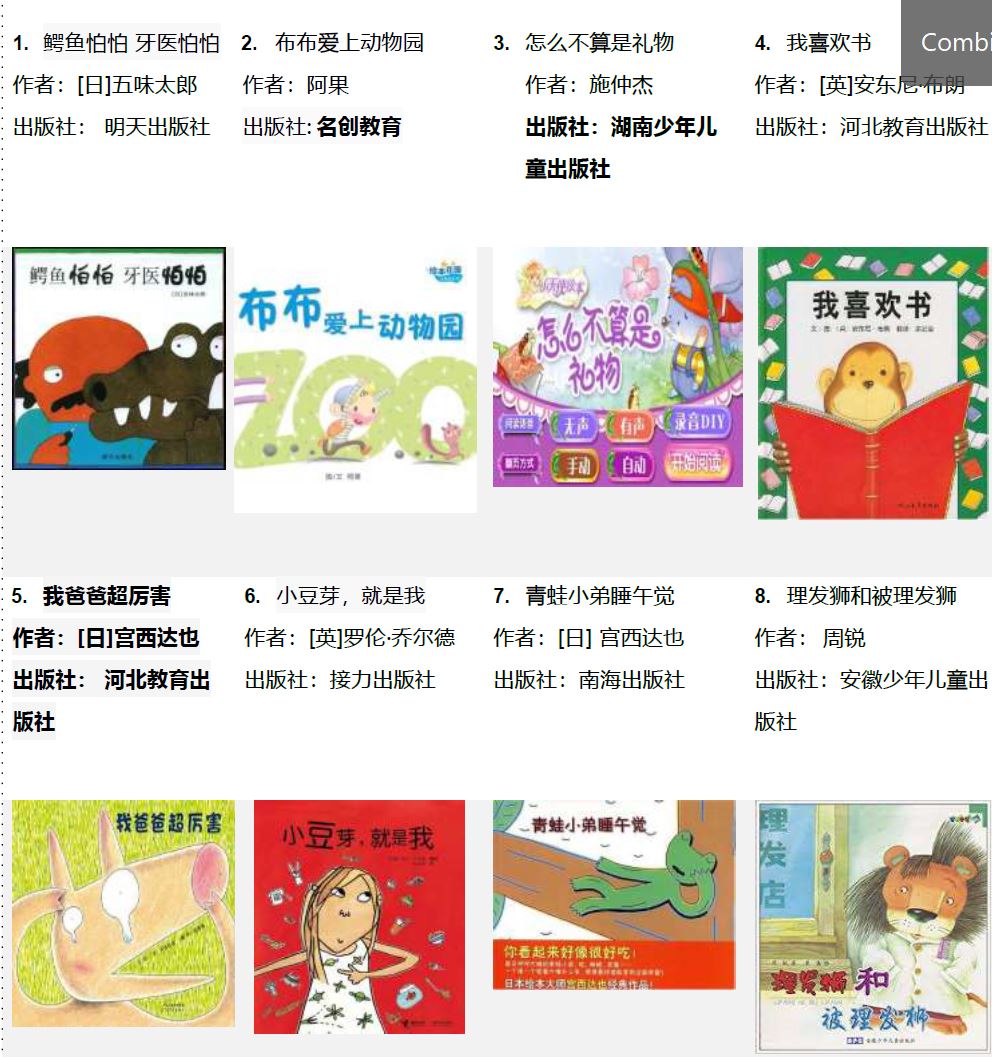 1. 鳄鱼怕怕 牙医怕怕
作者：[日]五味太郎
出版社： 明天出版社
2. 布布爱上动物园
作者：阿果
出版社: 名创教育
3. 怎么不算是礼物
作者：施仲杰
出版社：湖南少年儿
童出版社
4. 我喜欢书
作者：[英]安东尼·布朗
出版社：河北教育出版社
Combi
鳄鱼怕怕 牙医怕怕
布布爱上动物园
ZOO
怎么不算是
礼物
无声
有声
录音DIY
翻页方式
手动
自动
开始阅读
我喜欢书
5. 我爸爸超厉害
作者：[日]宫西达也
出版社： 河北教育出
版社
6. 小豆芽，就是我
作者：[英]罗伦·乔尔德
出版社：接力出版社
7. 青蛙小弟睡午觉
作者：[日] 宫西达也
出版社：南海出版社
8. 理发狮和被理发狮
作者： 周锐
出版社：安徽少年儿童出
版社
我爸爸超厉害
小豆芽，就是我
青蛙小弟睡午觉
你看起来好像很好吃！
日本绘本大师宫西达也经典作品！
理
发
店
理发狮和
被理发狮